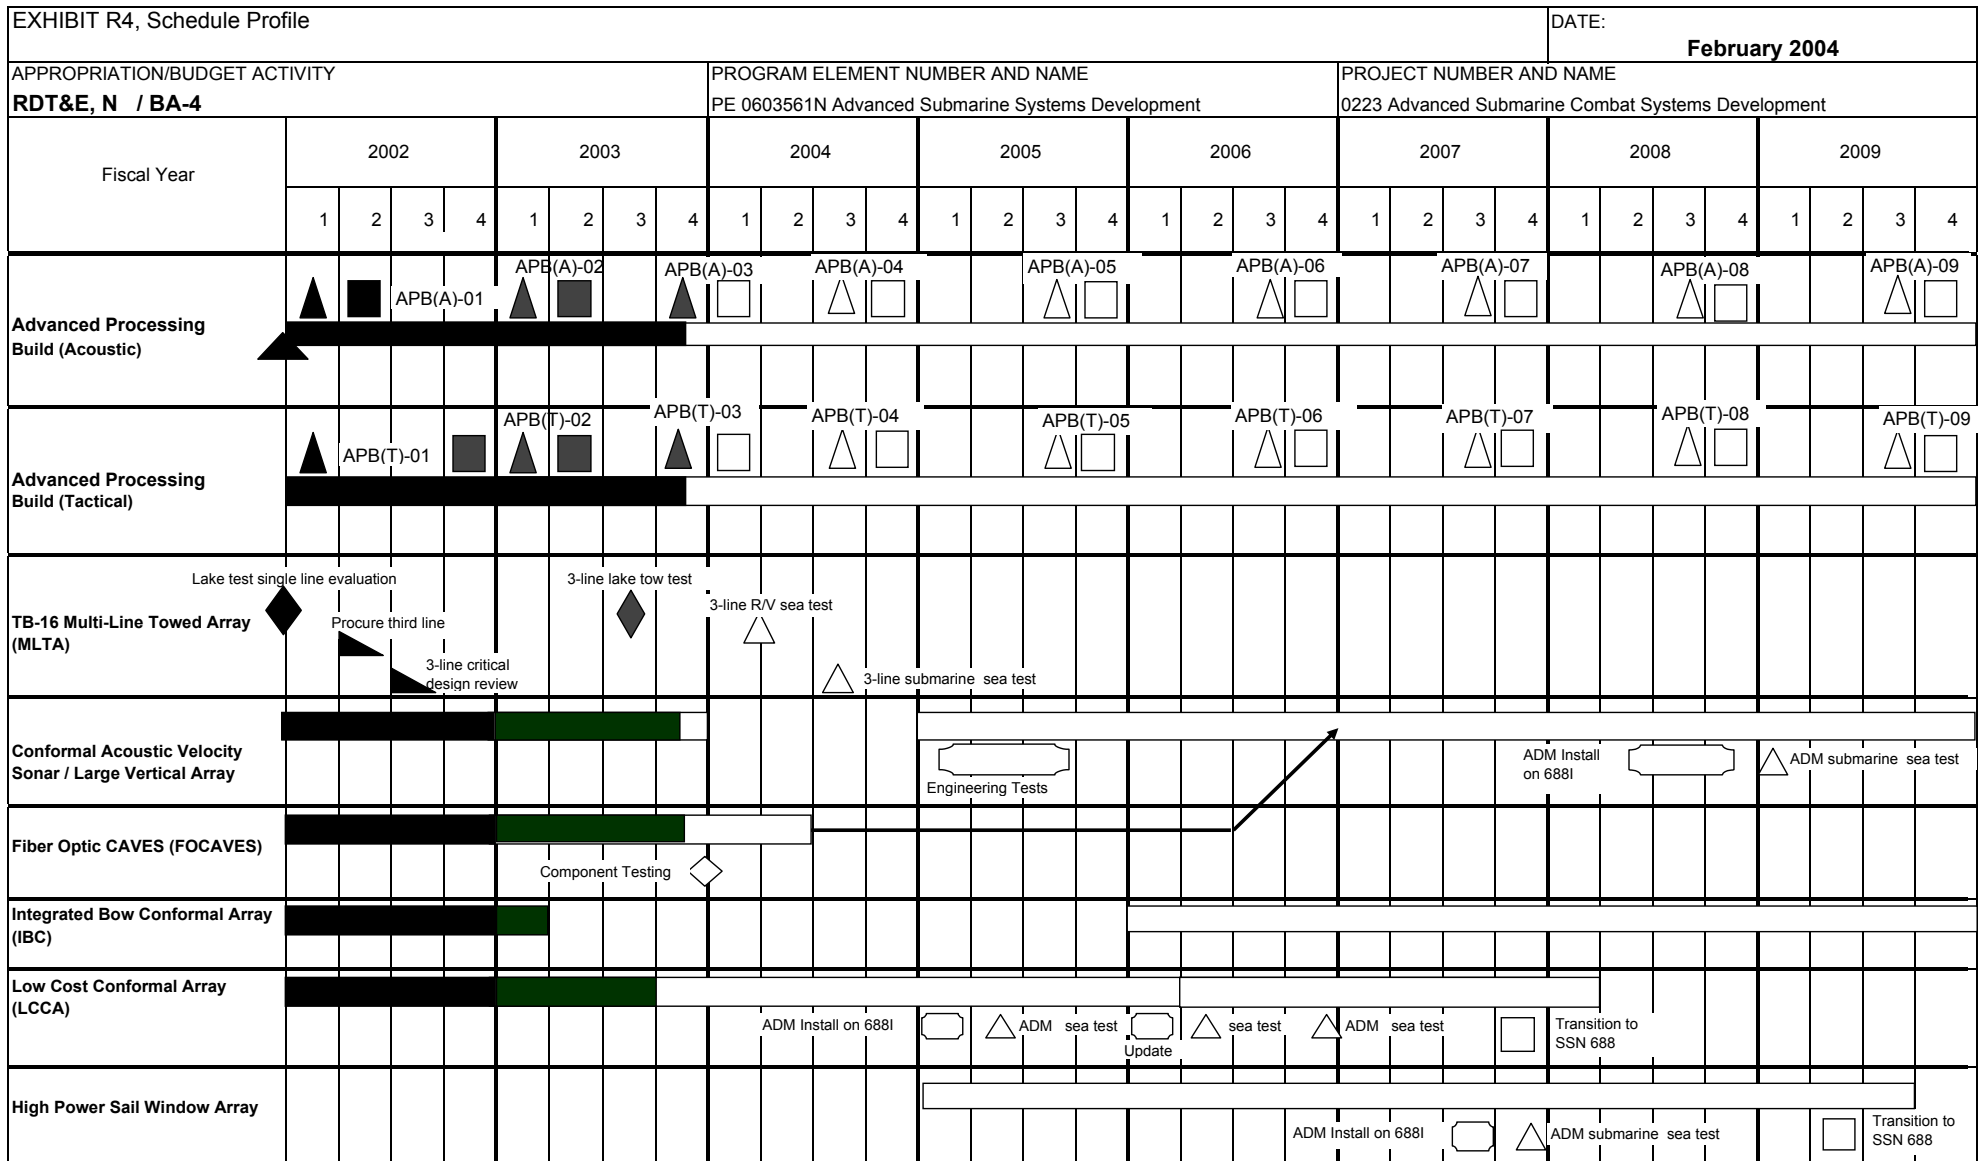 EXHIBIT R4, Schedule Profile
DATE:
February 2004
APPROPRIATION/BUDGET ACTIVITY
PROGRAM ELEMENT NUMBER AND NAME
PROJECT NUMBER AND NAME
RDT&E, N / BA-4
PE 0603561N Advanced Submarine Systems Development
0223 Advanced Submarine Combat Systems Development
Fiscal Year
2002 2003 2004 2005 2006 2007 2008 2009
1 2 3 4 1 2 3 4 1 2 3 4 1 2 3 4 1 2 3 4 1 2 3 4 1 2 3 4 1 2 3 4
Advanced Processing
Build (Acoustic)
APB(A)-01
APB(A)-02
APB(A)-03
APB(A)-04
APB(A)-05
APB(A)-06
APB(A)-07
APB(A)-08
APB(A)-09
Advanced Processing
Build (Tactical)
APB(T)-01
APB(T)-02
APB(T)-03
APB(T)-04
APB(T)-05
APB(T)-06
APB(T)-07
APB(T)-08
APB(T)-09
TB-16 Multi-Line Towed Array
(MLTA)
Lake test single line evaluation
Procure third line
3-line critical
design review
3-line lake tow test
3-line R/V sea test
3-line submarine sea test
Conformal Acoustic Velocity
Sonar / Large Vertical Array
Engineering Tests
ADM Install
on 688I
ADM submarine sea test
Fiber Optic CAVES (FOCAVES)
Component Testing
Integrated Bow Conformal Array
(IBC)
Low Cost Conformal Array
(LCCA)
ADM Install on 688I
ADM sea test
Update
sea test
ADM sea test
Transition to
SSN 688
High Power Sail Window Array
ADM Install on 688I
ADM submarine sea test
Transition to
SSN 688